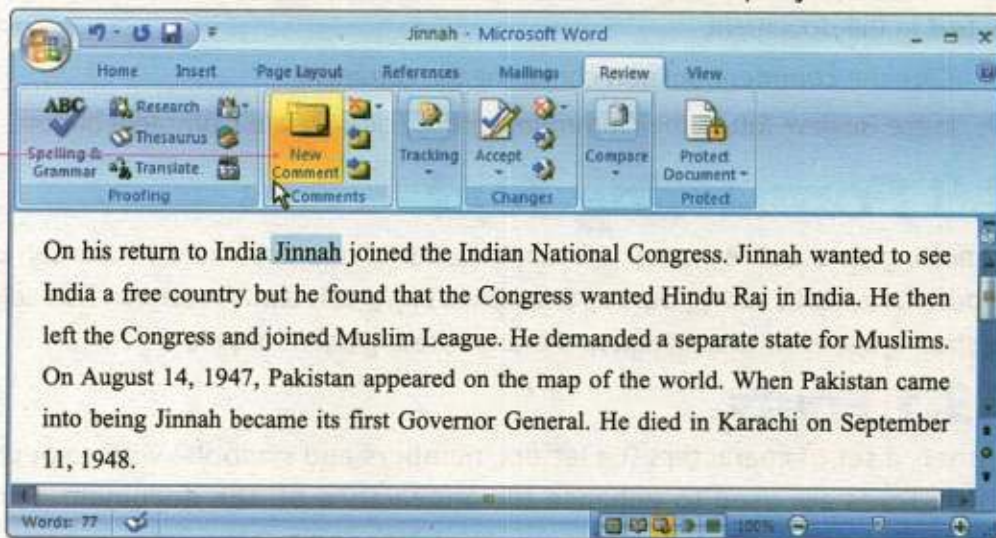 Jinnah - Microsoft Word
Home Insert Page Layout References Mailings Review View
ABC Research
Spelling & Grammar
Thesaurus
Translate
New Comment
Tracking
Accept
Compare
Protect Document
Proofing Comments Changes Protect
On his return to India Jinnah joined the Indian National Congress. Jinnah wanted to see
India a free country but he found that the Congress wanted Hindu Raj in India. He then
left the Congress and joined Muslim League. He demanded a separate state for Muslims.
On August 14, 1947, Pakistan appeared on the map of the world. When Pakistan came
into being Jinnah became its first Governor General. He died in Karachi on September
11, 1948.
Words: 77 100%